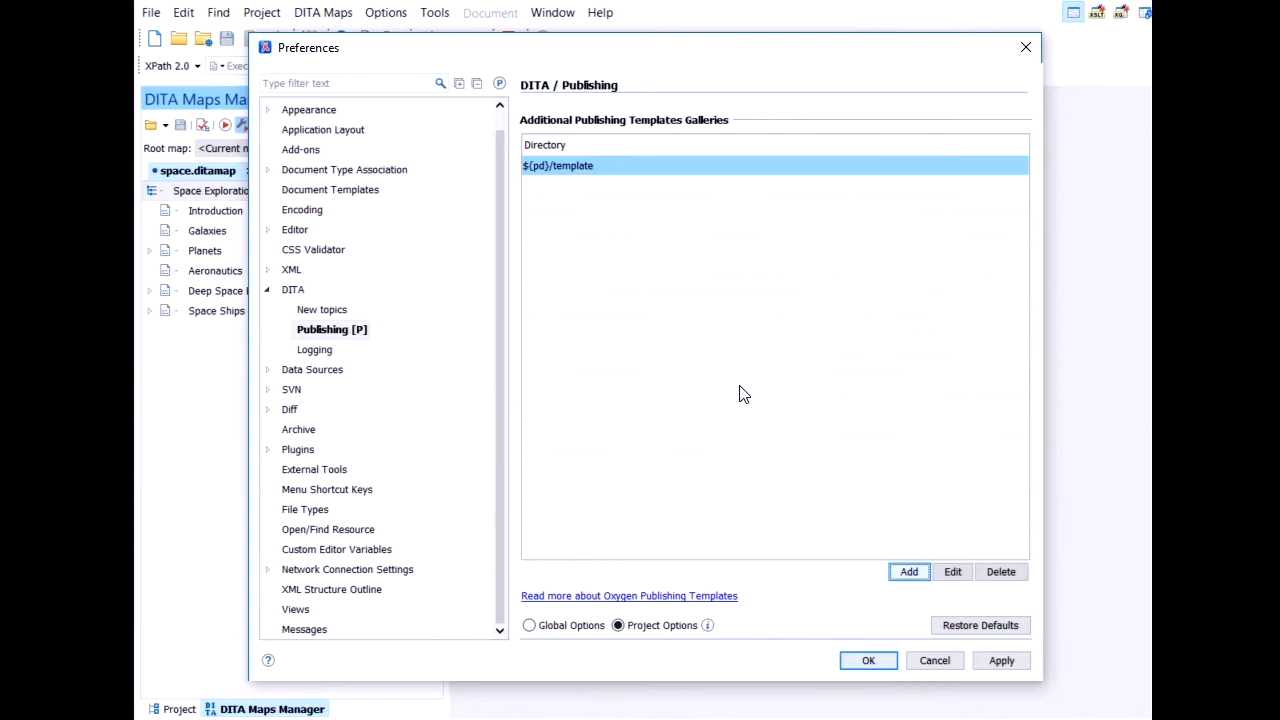 File Edit Find Project DITA Maps Options Tools Document Window Help
XPath 2.0
Preferences
Type filter text
DITA / Publishing
DITA Maps Ma
Additional Publishing Templates Galleries
Root map: <Current m
Directory
${pd}/template
space.ditamap
Space Exploratio
Introduction
Galaxies
Planets
Aeronautics
Deep Space
Space Ships
Appearance
Application Layout
Add-ons
Document Type Association
Document Templates
Encoding
Editor
CSS Validator
XML
DITA
New topics
Publishing [P]
Logging
Data Sources
SVN
Diff
Archive
Plugins
External Tools
Menu Shortcut Keys
File Types
Open/Find Resource
Custom Editor Variables
Network Connection Settings
XML Structure Outline
Views
Messages
Add Edit Delete
Read more about Oxygen Publishing Templates
Global Options Project Options
Restore Defaults
OK Cancel Apply
Project DITA Maps Manager